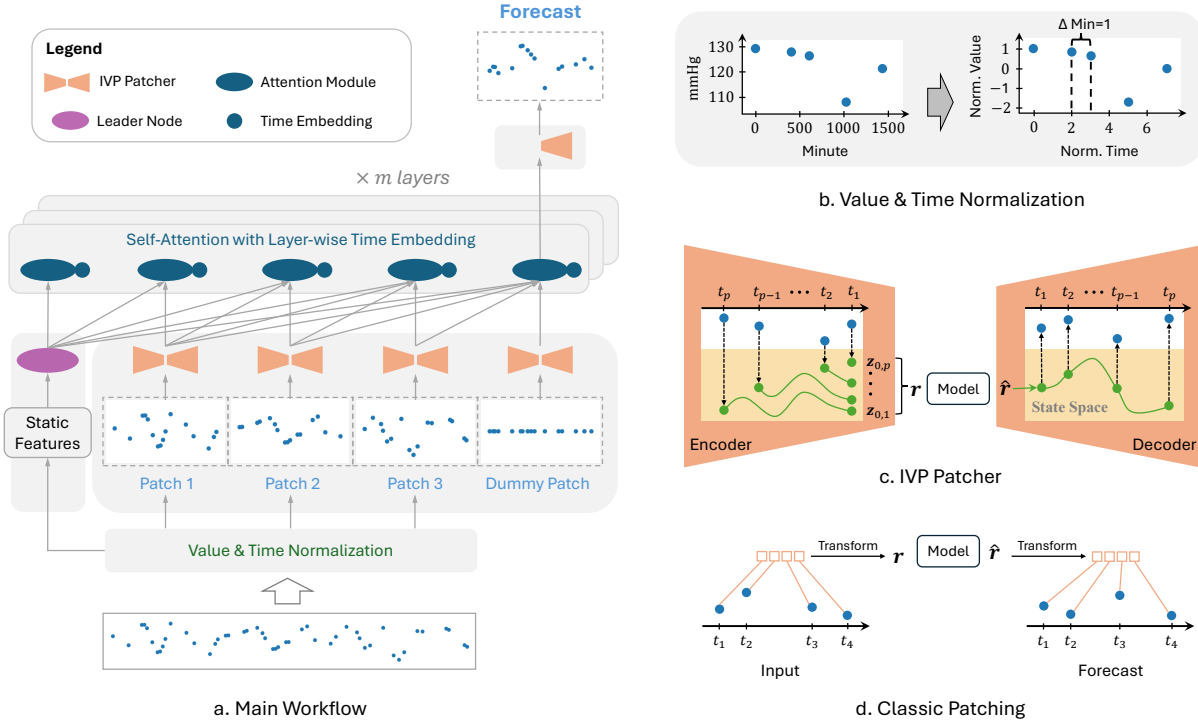 Forecast
Legend
IVP Patcher
Attention Module
Leader Node
Time Embedding
× m layers
Self-Attention with Layer-wise Time Embedding
Static
Features
Patch 1
Patch 2
Patch 3
Dummy Patch
Value & Time Normalization
a. Main Workflow
mmHg
130
120
110
0
500
1000
1500
Minute
Δ Min=1
Norm. Value
1
0
−1
−2
0
2
4
6
Norm. Time
b. Value & Time Normalization
t_p
t_{p−1}
···
t_2
t_1
z_{0,p}
z_{0,1}
Encoder
r
Model
r̂
t_1
t_2
···
t_{p−1}
t_p
State Space
Decoder
c. IVP Patcher
Transform
r
Model
r̂
Transform
t_1
t_2
t_3
t_4
Input
t_1
t_2
t_3
t_4
Forecast
d. Classic Patching